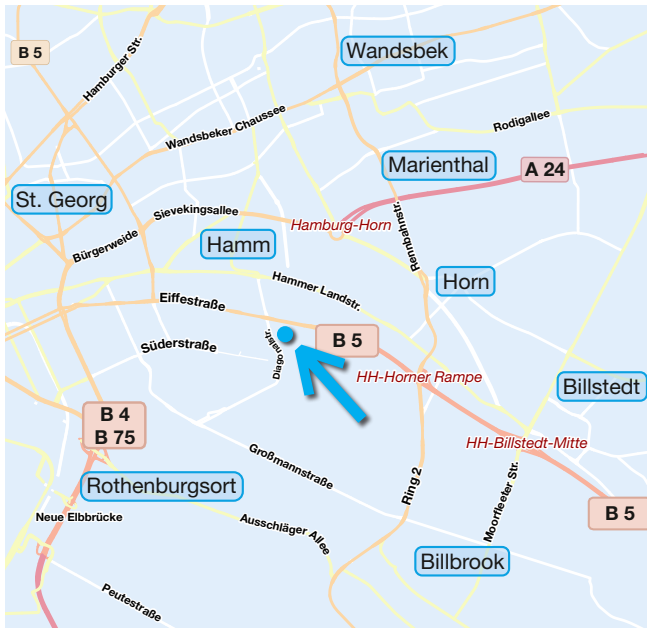 Wandsbek
B 5
Hamburger Str.
Wandsbeker Chaussee
Rodigallee
Marienthal
A 24
St. Georg
Sievekingsallee
Hamburg-Horn
Rennbahnstr.
Bürgerweide
Hamm
Hammer Landstr.
Horn
Eiffestraße
B 5
Süderstraße
Diagonalstr.
HH-Horner Rampe
Billstedt
B 4
B 75
HH-Billstedt-Mitte
Großmannstraße
Rothenburgsort
Ring 2
Moorfleeter Str.
B 5
Neue Elbbrücke
Ausschläger Allee
Billbrook
Peutestraße